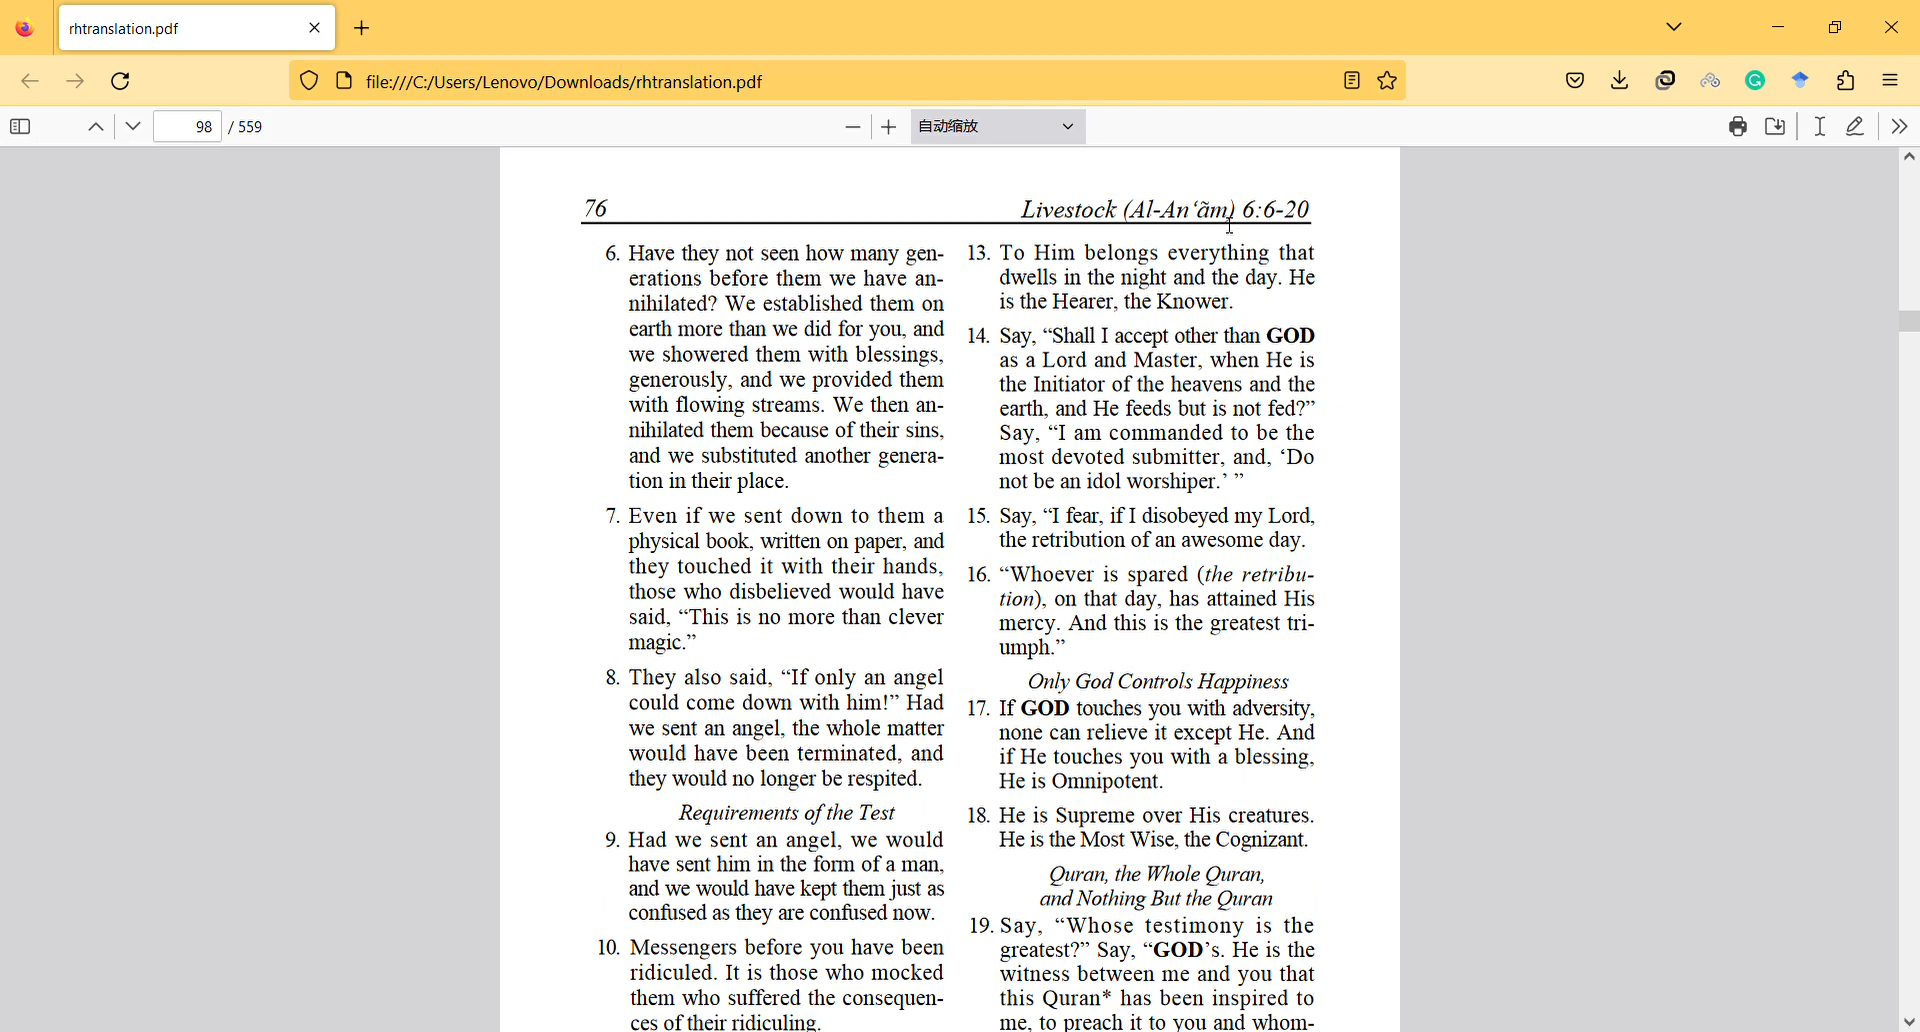 rhtranslation.pdf
file:///C:/Users/Lenovo/Downloads/rhtranslation.pdf
98 / 559
自动缩放
76
Livestock (Al-An‘ãm) 6:6-20
6. Have they not seen how many gen-
erations before them we have an-
nihilated? We established them on
earth more than we did for you, and
we showered them with blessings,
generously, and we provided them
with flowing streams. We then an-
nihilated them because of their sins,
and we substituted another genera-
tion in their place.
7. Even if we sent down to them a
physical book, written on paper, and
they touched it with their hands,
those who disbelieved would have
said, “This is no more than clever
magic.”
8. They also said, “If only an angel
could come down with him!” Had
we sent an angel, the whole matter
would have been terminated, and
they would no longer be respited.
Requirements of the Test
9. Had we sent an angel, we would
have sent him in the form of a man,
and we would have kept them just as
confused as they are confused now.
10. Messengers before you have been
ridiculed. It is those who mocked
them who suffered the consequen-
ces of their ridiculing.
13. To Him belongs everything that
dwells in the night and the day. He
is the Hearer, the Knower.
14. Say, “Shall I accept other than GOD
as a Lord and Master, when He is
the Initiator of the heavens and the
earth, and He feeds but is not fed?”
Say, “I am commanded to be the
most devoted submitter, and, ‘Do
not be an idol worshiper.’ ”
15. Say, “I fear, if I disobeyed my Lord,
the retribution of an awesome day.
16. “Whoever is spared (the retribu-
tion), on that day, has attained His
mercy. And this is the greatest tri-
umph.”
Only God Controls Happiness
17. If GOD touches you with adversity,
none can relieve it except He. And
if He touches you with a blessing,
He is Omnipotent.
18. He is Supreme over His creatures.
He is the Most Wise, the Cognizant.
Quran, the Whole Quran,
and Nothing But the Quran
19. Say, “Whose testimony is the
greatest?” Say, “GOD’s. He is the
witness between me and you that
this Quran* has been inspired to
me, to preach it to you and whom-